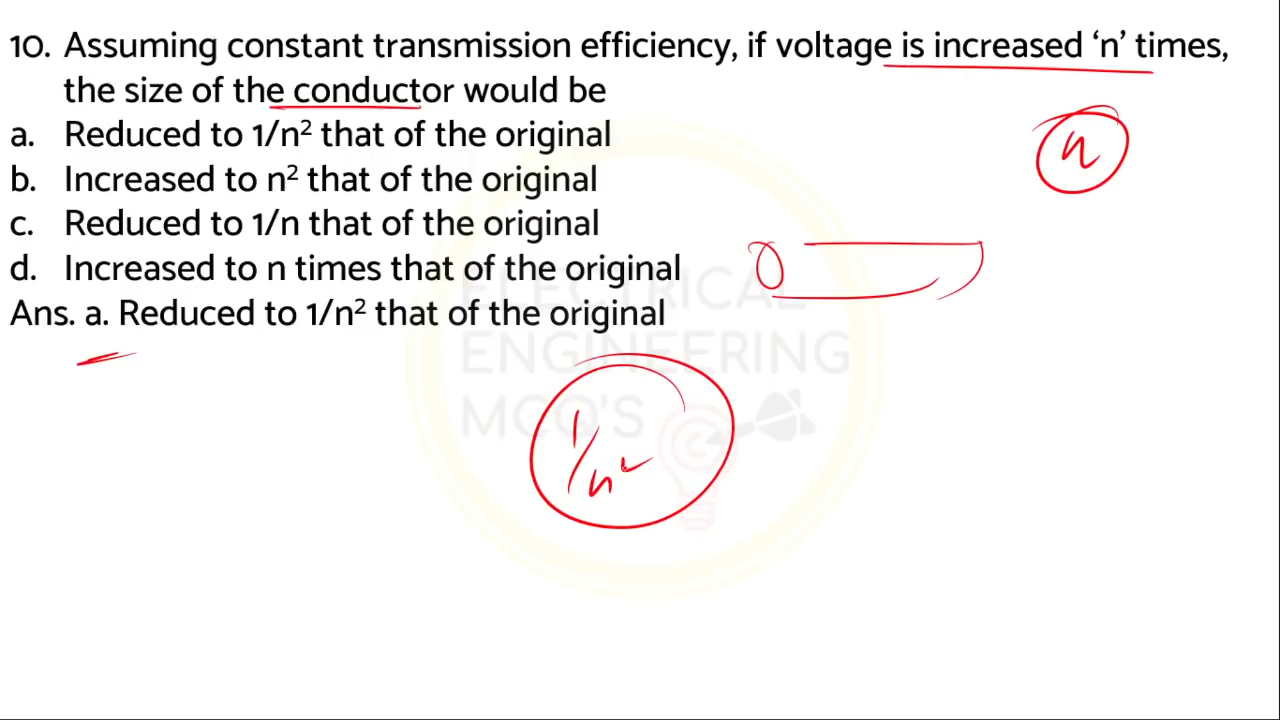 10. Assuming constant transmission efficiency, if voltage is increased ‘n’ times,
the size of the conductor would be
n
a. Reduced to 1/n² that of the original
b. Increased to n² that of the original
c. Reduced to 1/n that of the original
d. Increased to n times that of the original
Ans. a. Reduced to 1/n² that of the original
ELECTRICAL
ENGINEERING
MCQ'S
1/n²